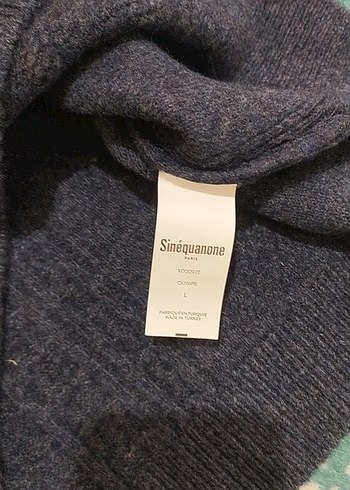 Sinéquanone
PARIS
OLYMPE
L
FABRIQUÉ EN TURQUIE
MADE IN TURKEY